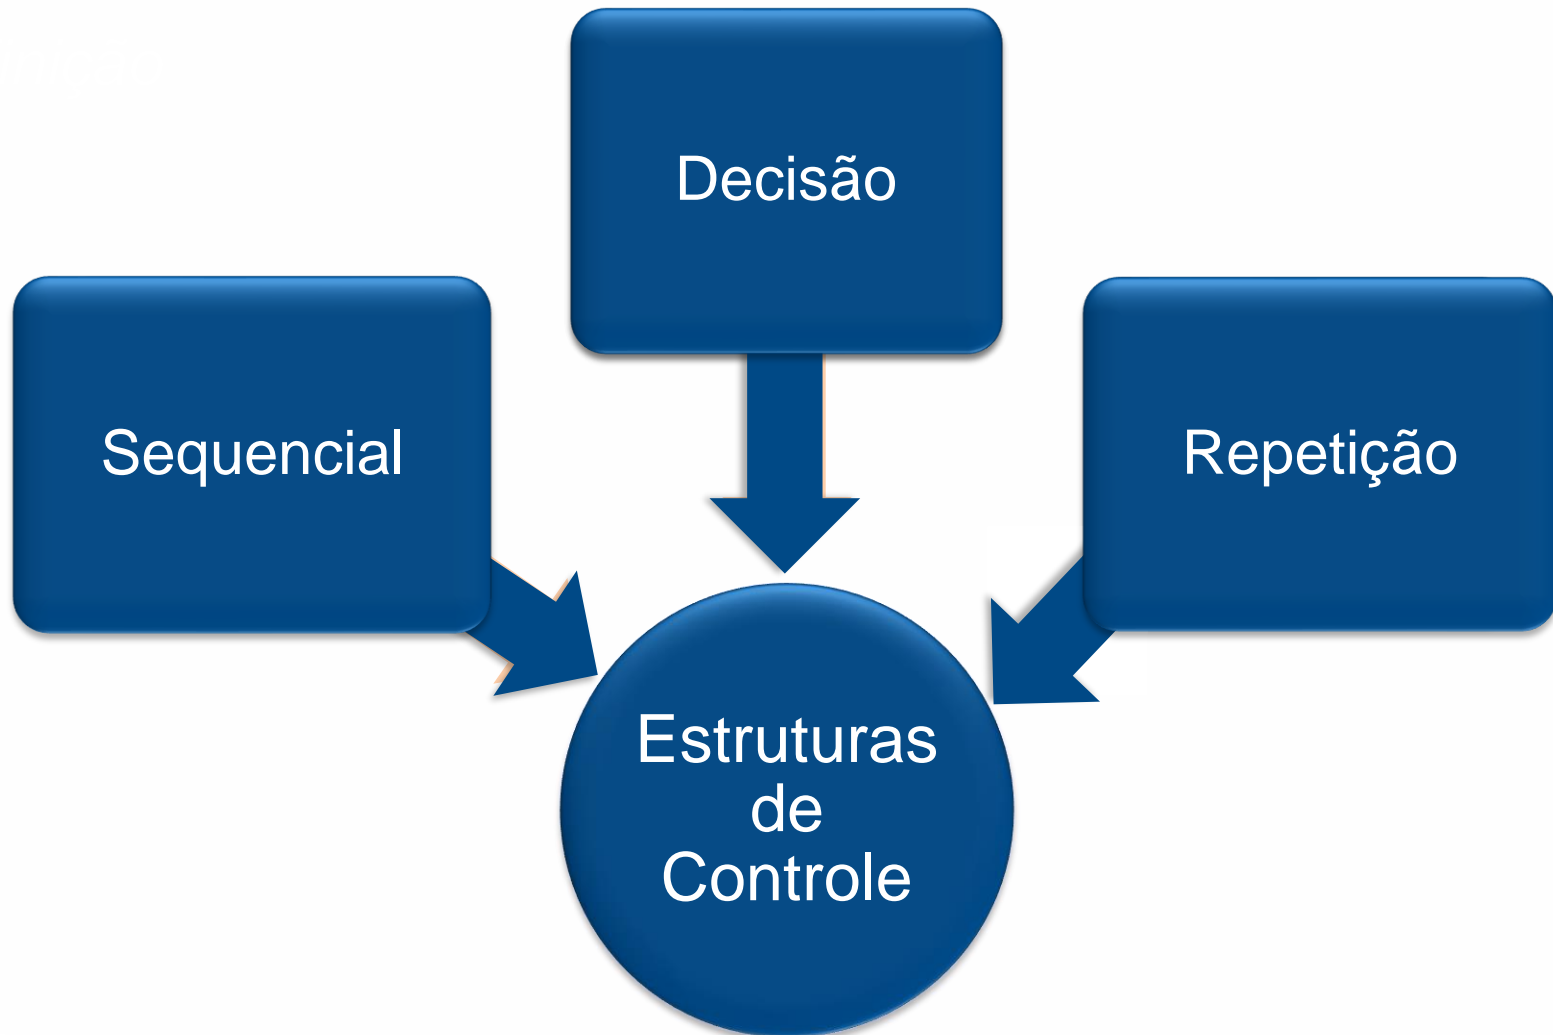 Decisão
Sequencial
Repetição
Estruturas
de
Controle